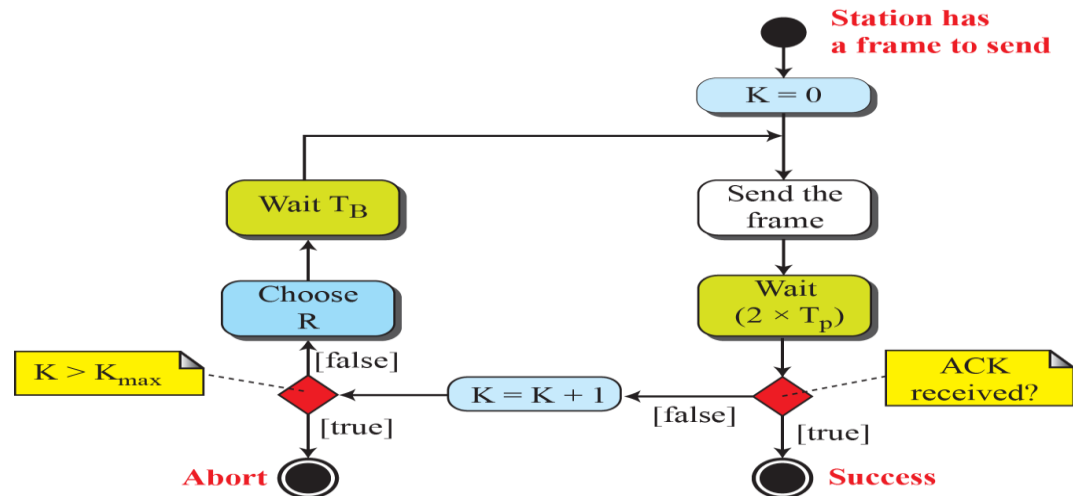 Station has
a frame to send
K = 0
Wait T_B
Send the
frame
Choose
R
Wait
(2 × T_p)
[false]
K > K_max
K = K + 1
[false]
ACK
received?
[true]
[true]
Abort
Success